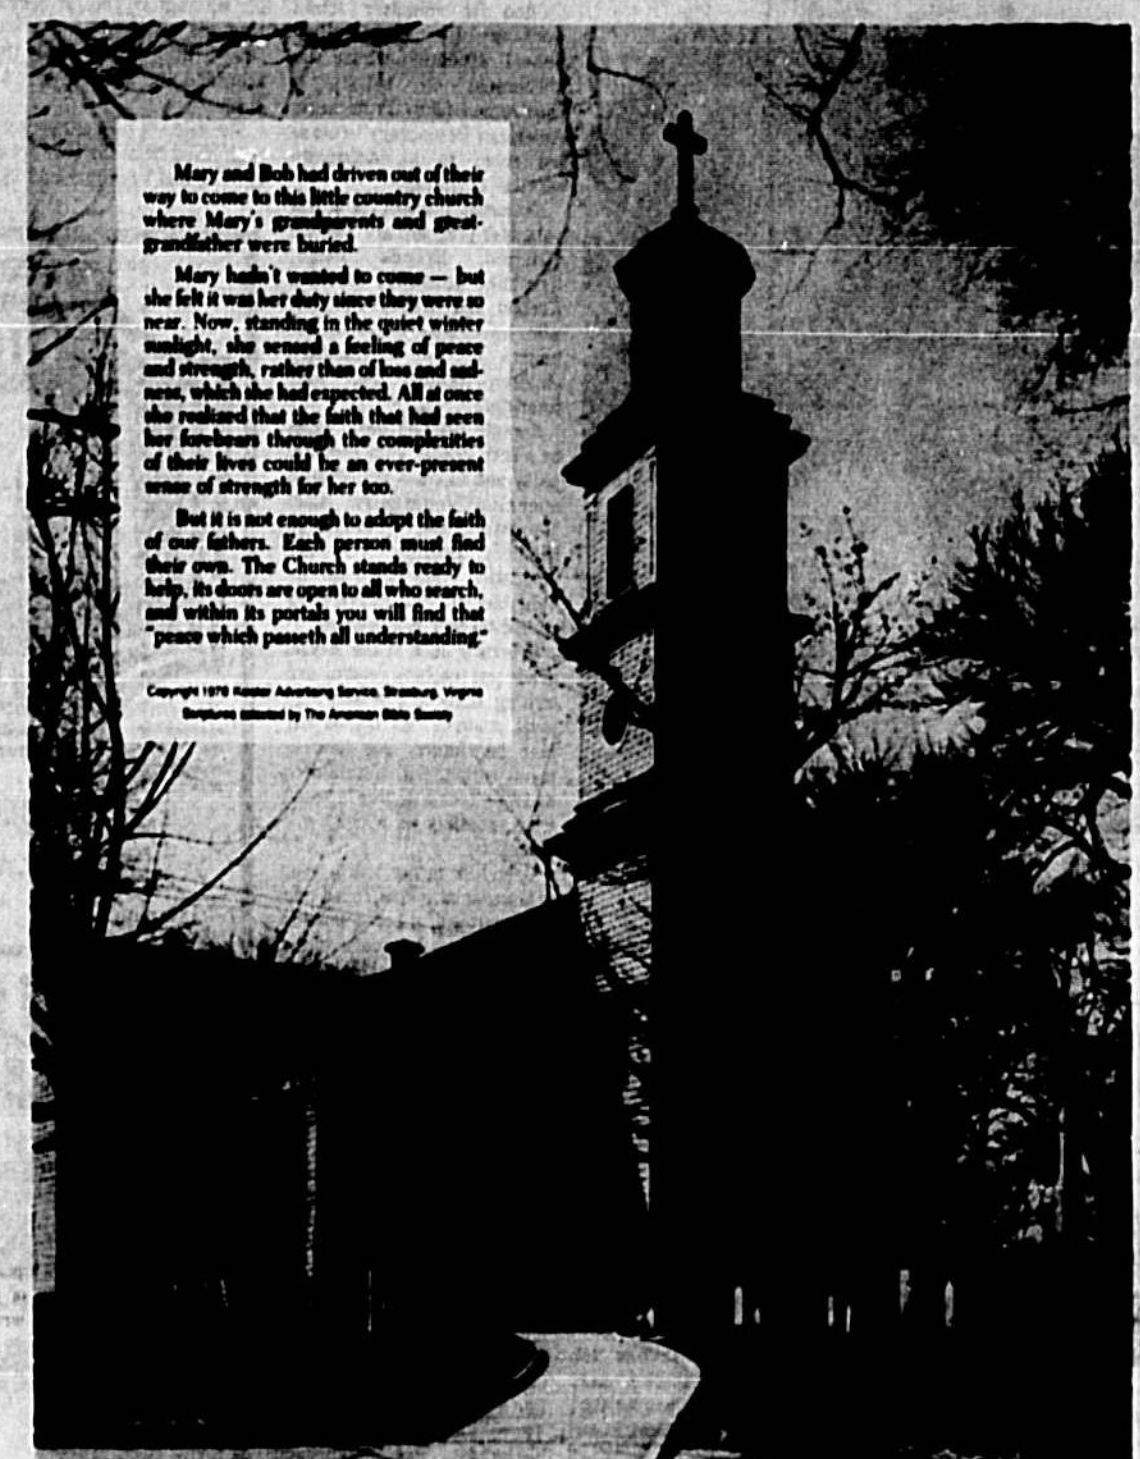 Mary and Bob had driven out of their
way to come to this little country church
where Mary's grandparents and great-
grandfather were buried.
Mary hadn't wanted to come — but
she felt it was her duty since they were so
near. Now, standing in the quiet winter
sunlight, she sensed a feeling of peace
and strength, rather than of loss and sad-
ness, which she had expected. All at once
she realized that the faith that had seen
her forebears through the complexities
of their lives could be an ever-present
sense of strength for her too.
But it is not enough to adopt the faith
of our fathers. Each person must find
their own. The Church stands ready to
help, its doors are open to all who search,
and within its portals you will find that
"peace which passeth all understanding."
Copyright Keister Advertising Service, Strasburg, Virginia
Scriptures selected by The American Bible Society